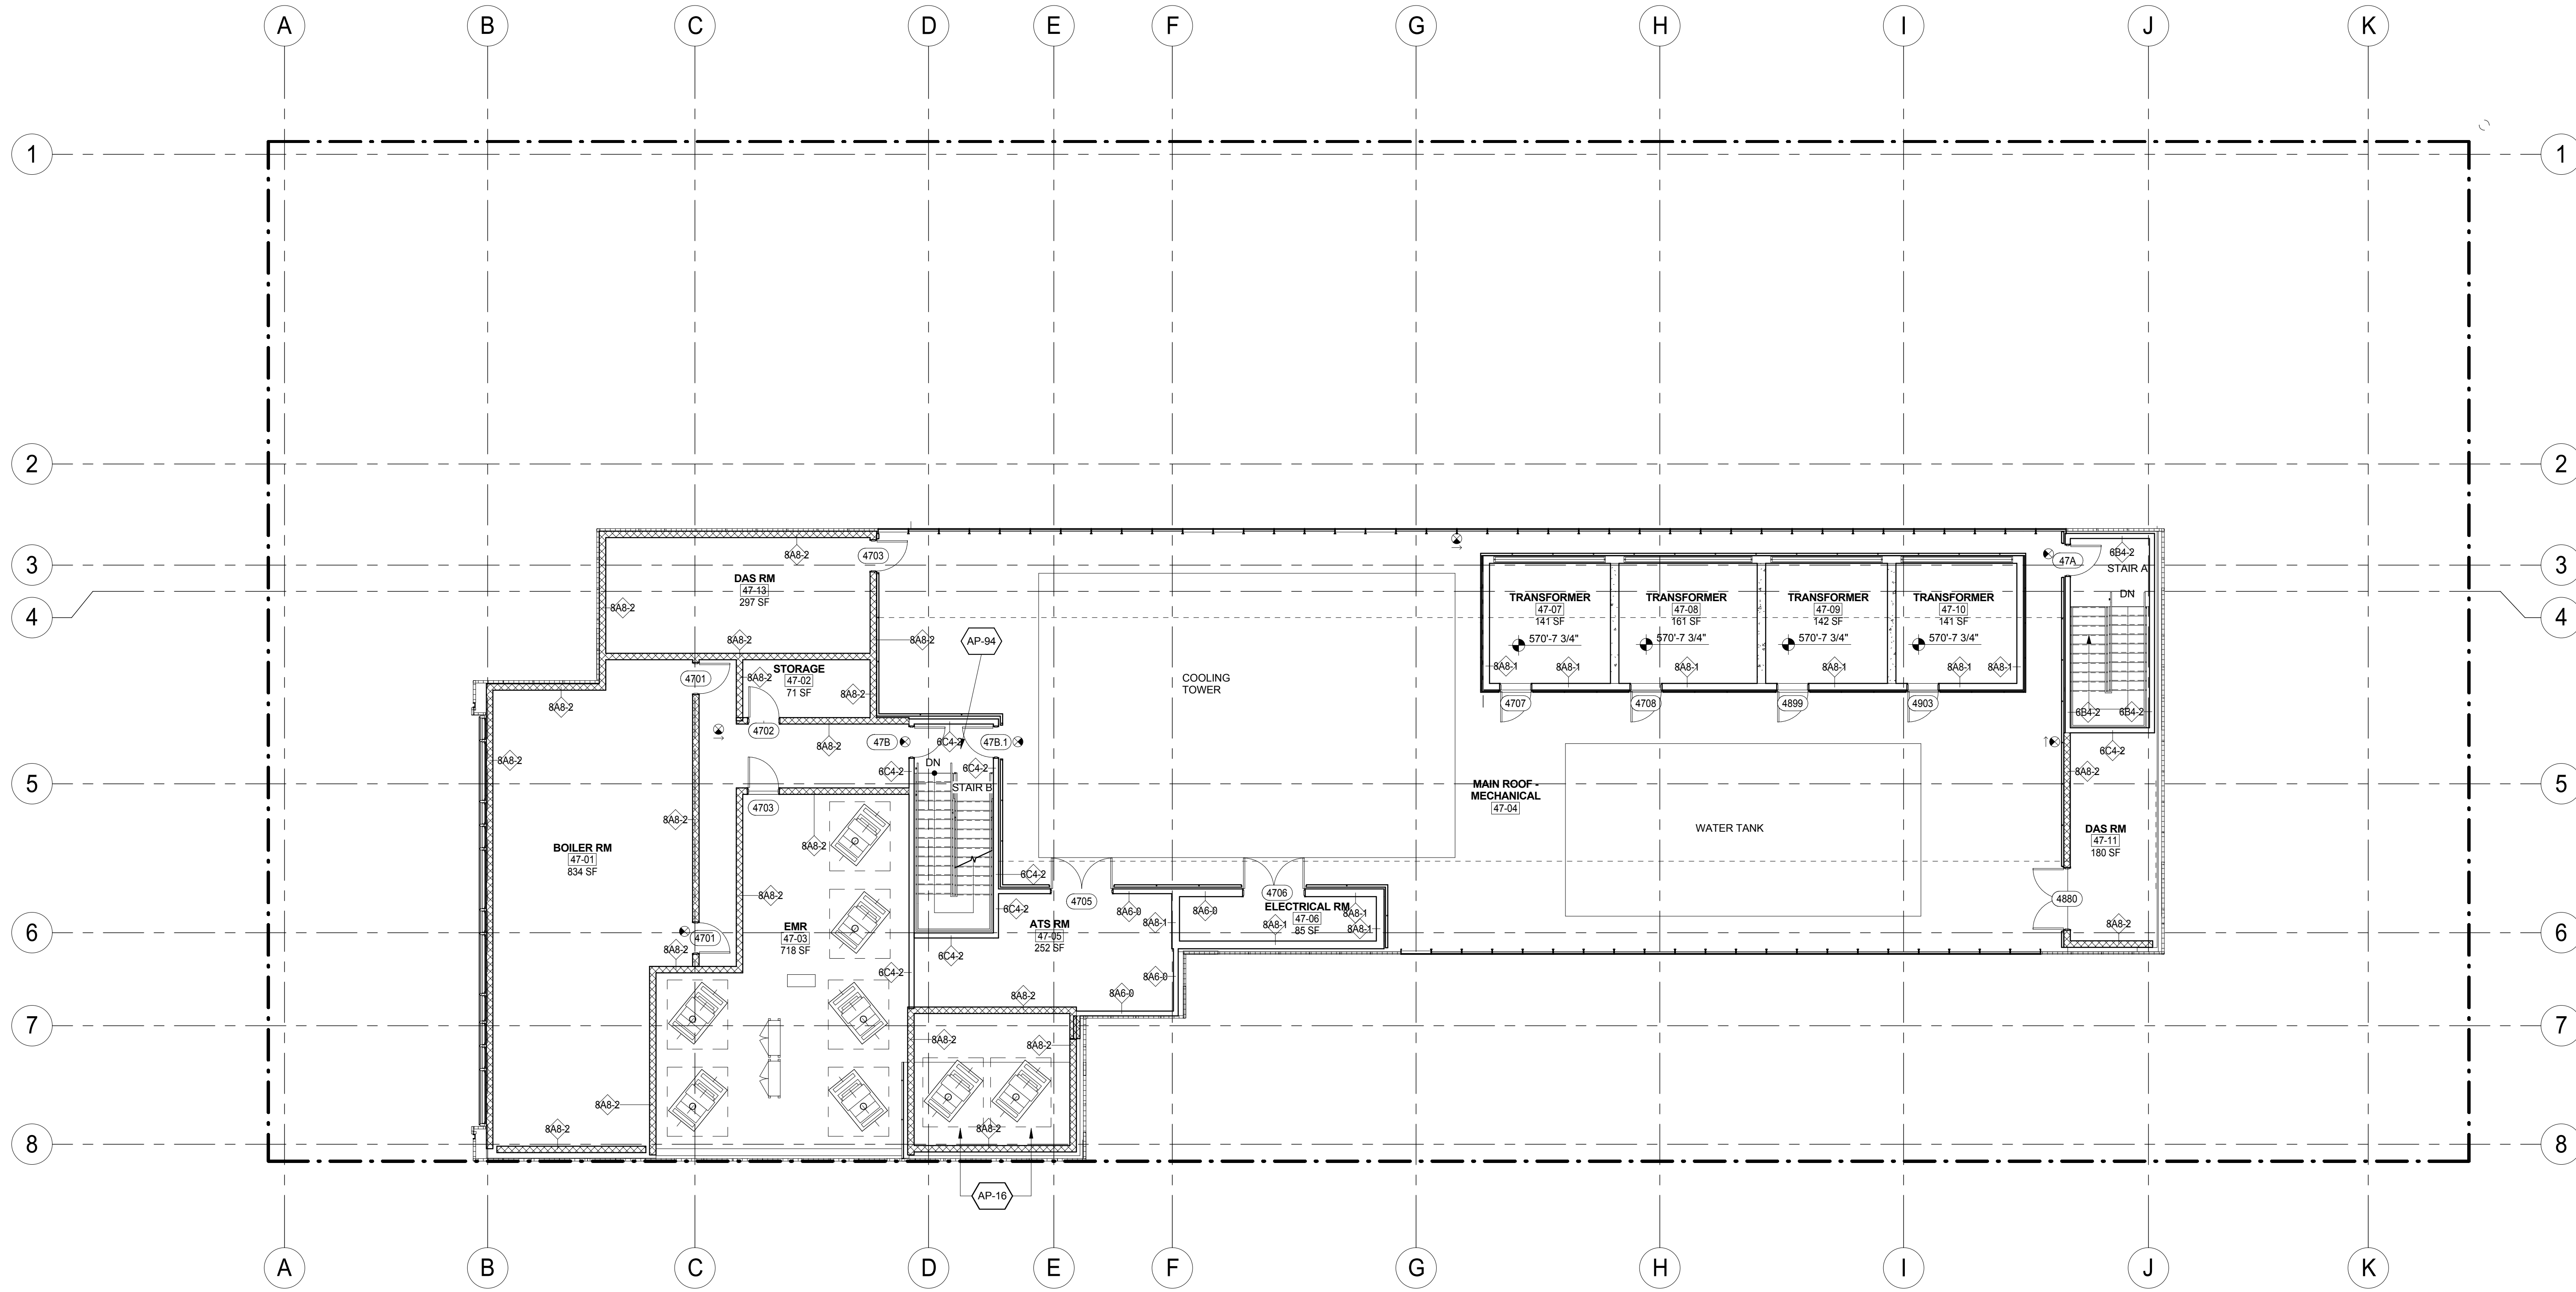 A B C D E F G H I J K
1 1
2 2
3 3
4 4
5 5
6 6
7 7
8 8
A B C D E F G H I J K
8A8-2
4703
DAS RM
47-13
297 SF
8A8-2
8A8-2
8A8-2
AP-94
4701
STORAGE
47-02
71 SF
8A8-2
8A8-2
4702
8A8-2
8A8-2
8A8-2
47B
6C4-2
47B.1
6C4-2
6C4-2
DN
STAIR B
4703
8A8-2
8A8-2
BOILER RM
47-01
834 SF
8A8-2
6C4-2
6C4-2
4701
8A8-2
EMR
47-03
718 SF
6C4-2
6C4-2
ATS RM
47-05
252 SF
4705
8A6-0
8A8-1
8A6-0
8A6-0
8A8-2
8A6-0
4706
ELECTRICAL RM
47-06
85 SF
8A8-1
8A8-1
8A8-1
8A8-2
8A8-2
8A8-2
8A8-2
8A8-2
AP-16
COOLING
TOWER
TRANSFORMER
47-07
141 SF
570'-7 3/4"
8A8-1
8A8-1
4707
TRANSFORMER
47-08
161 SF
570'-7 3/4"
8A8-1
4708
TRANSFORMER
47-09
142 SF
570'-7 3/4"
8A8-1
4899
TRANSFORMER
47-10
141 SF
570'-7 3/4"
8A8-1
8A8-1
4903
MAIN ROOF -
MECHANICAL
47-04
WATER TANK
47A
6B4-2
STAIR A
DN
6B4-2
6B4-2
6C4-2
8A8-2
DAS RM
47-11
180 SF
4880
8A8-2